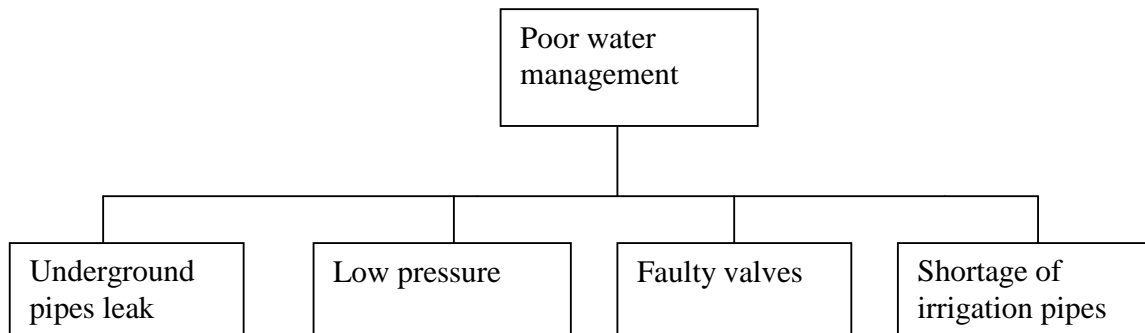 Poor water
management
Underground
pipes leak
Low pressure
Faulty valves
Shortage of
irrigation pipes